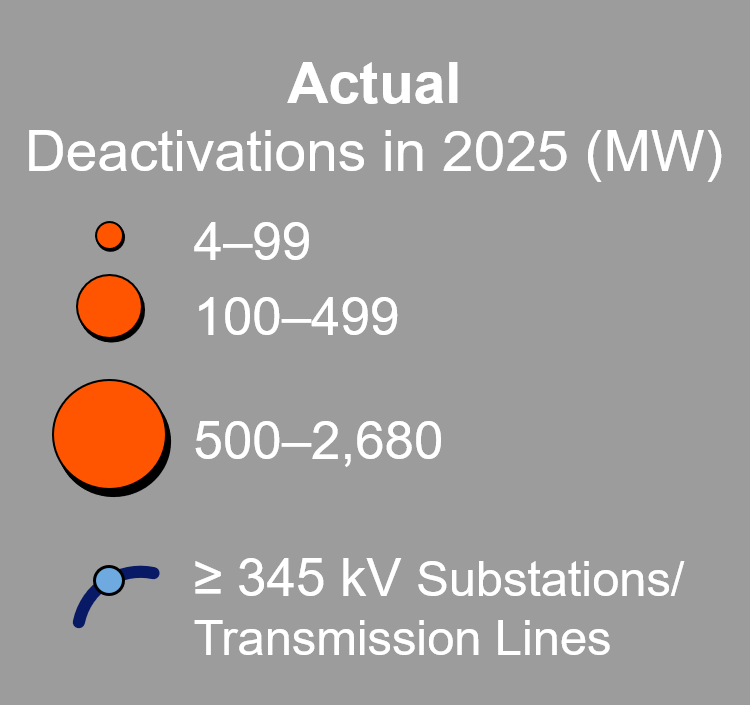 Actual
Deactivations in 2025 (MW)
4–99
100–499
500–2,680
≥ 345 kV Substations/
Transmission Lines